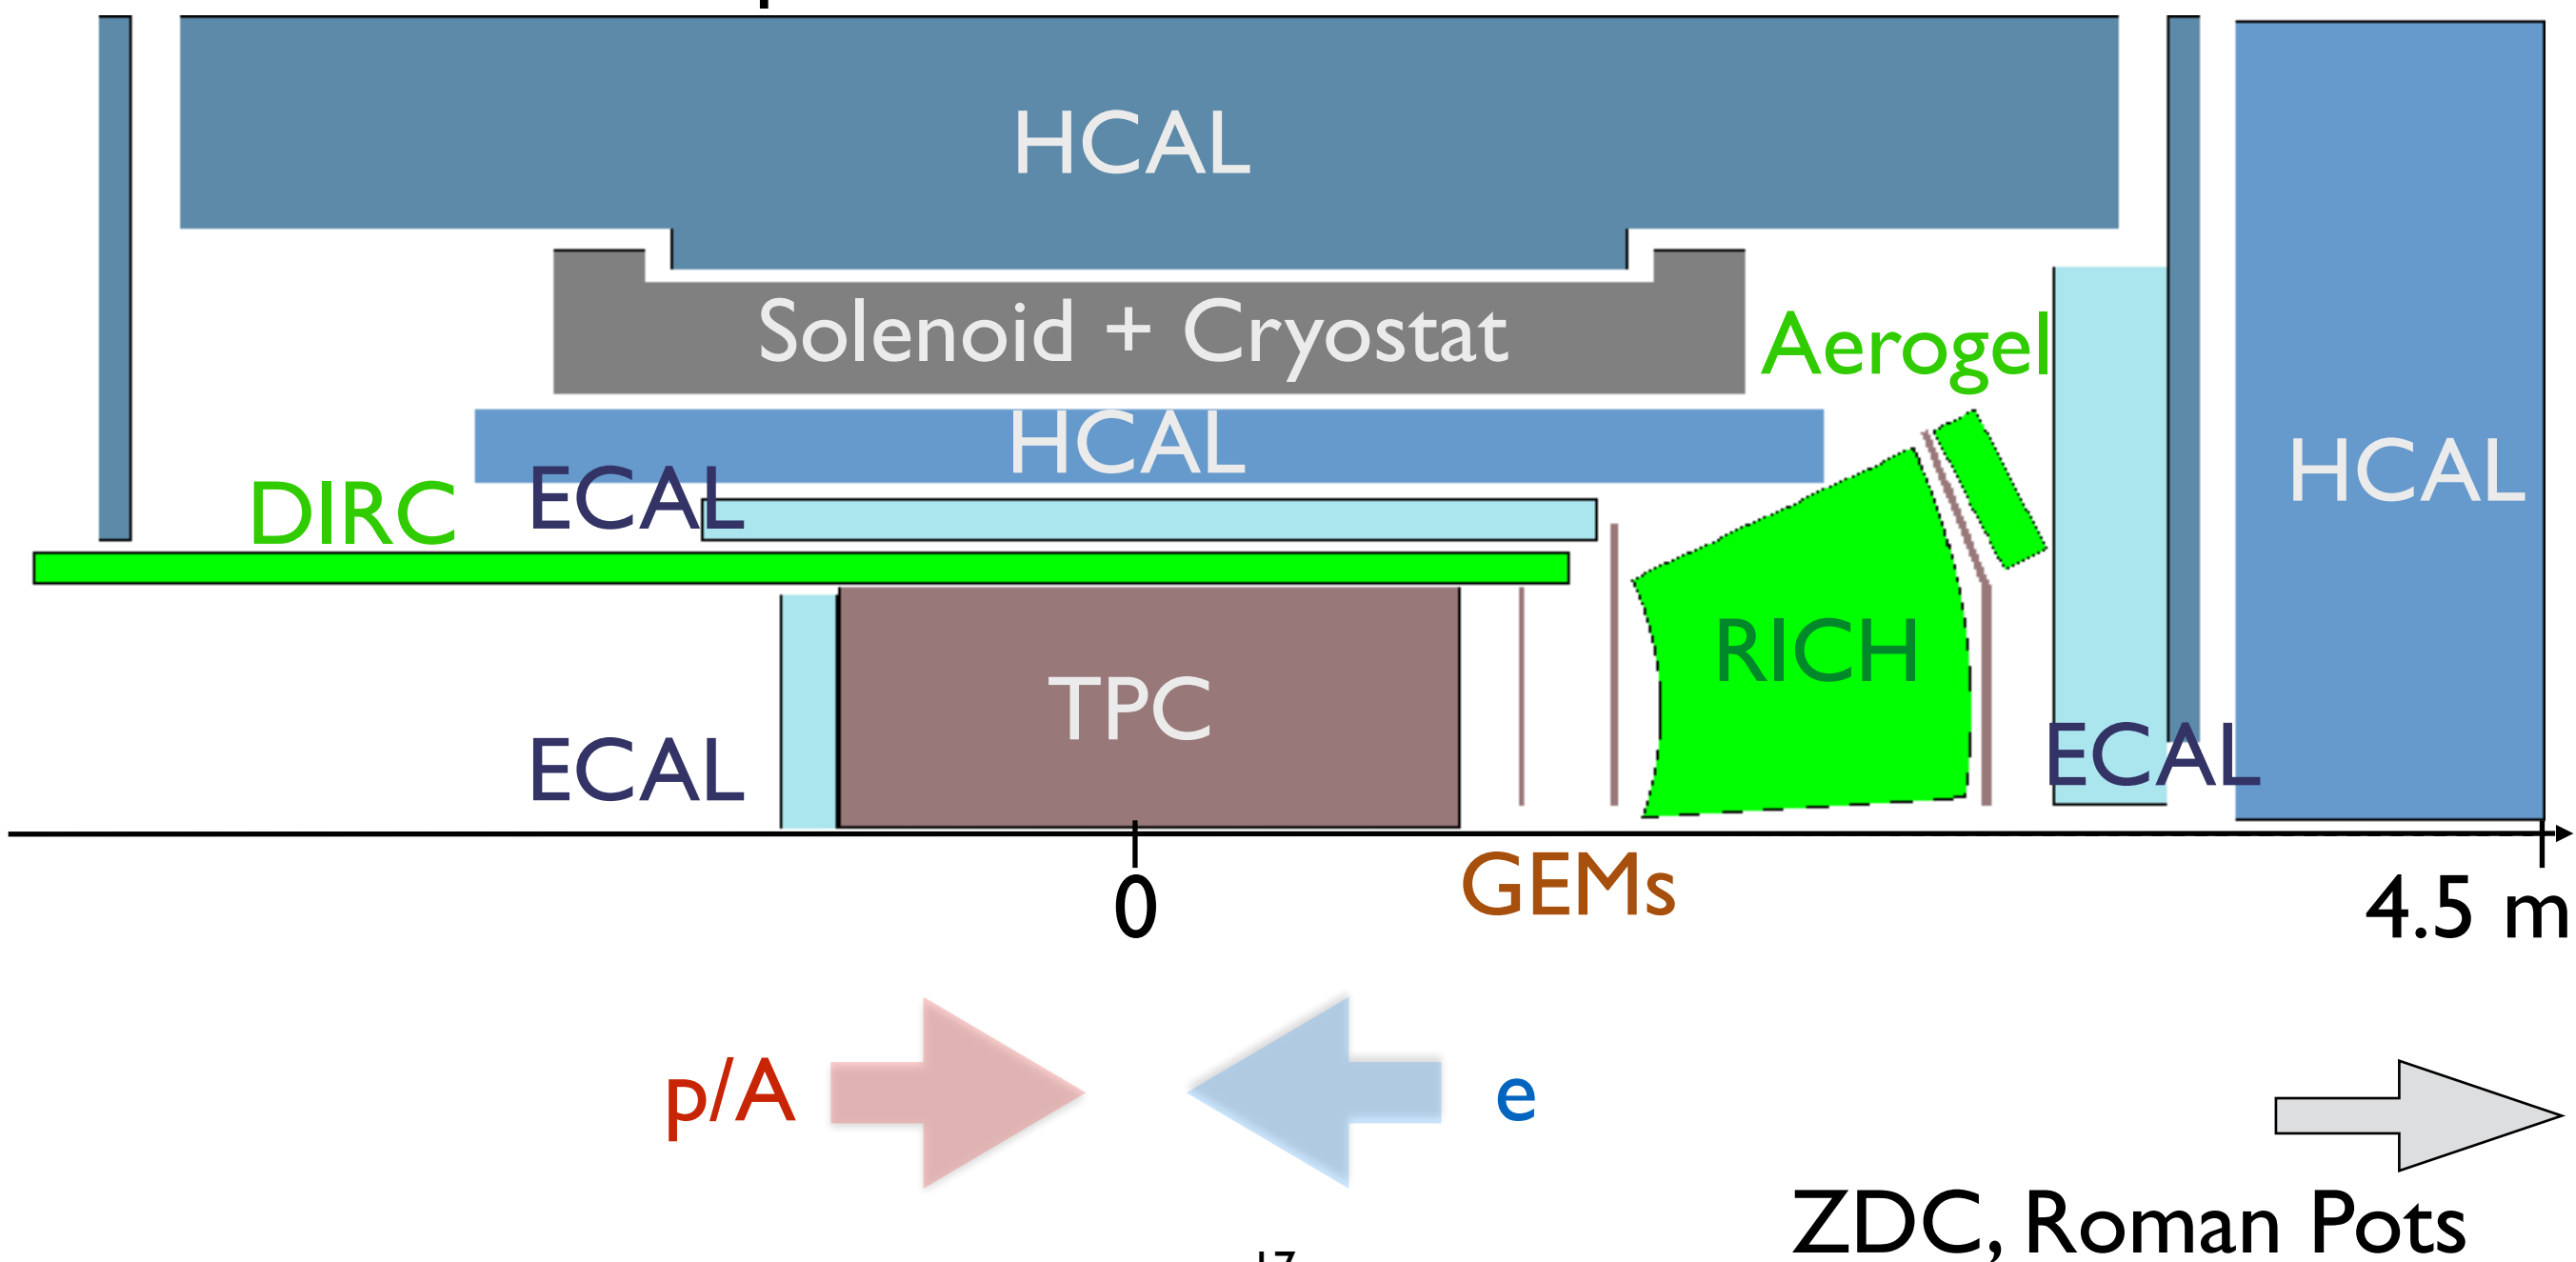 HCAL
Solenoid + Cryostat
Aerogel
HCAL
HCAL
DIRC
ECAL
RICH
TPC
ECAL
ECAL
GEMs
0
4.5 m
p/A
e
ZDC, Roman Pots